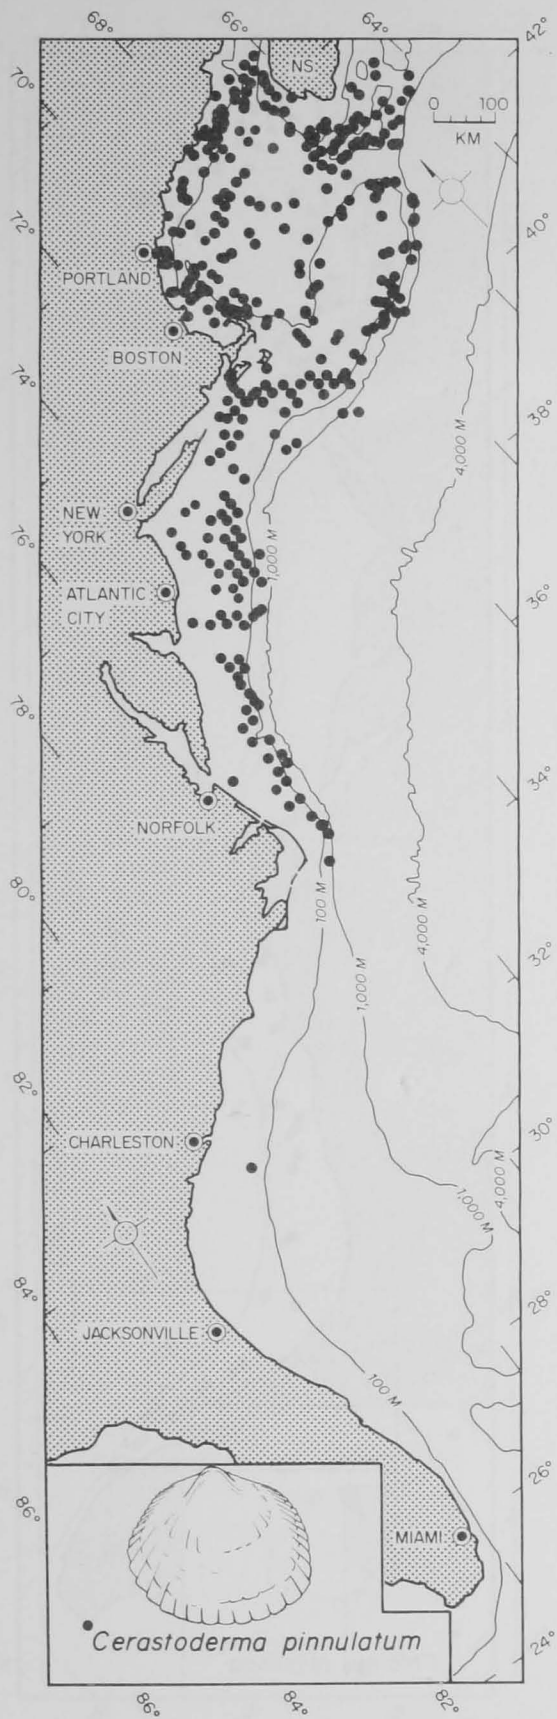 68°
66°
64°
42°
70°
NS.
0 100
KM
40°
72°
PORTLAND
BOSTON
38°
74°
4,000 M
NEW
YORK
1,000 M
76°
36°
ATLANTIC
CITY
78°
34°
NORFOLK
80°
100 M
4,000 M
32°
1,000 M
82°
30°
CHARLESTON
4,000 M
1,000 M
84°
28°
JACKSONVILLE
100 M
26°
86°
MIAMI
Cerastoderma pinnulatum
24°
86°
84°
82°